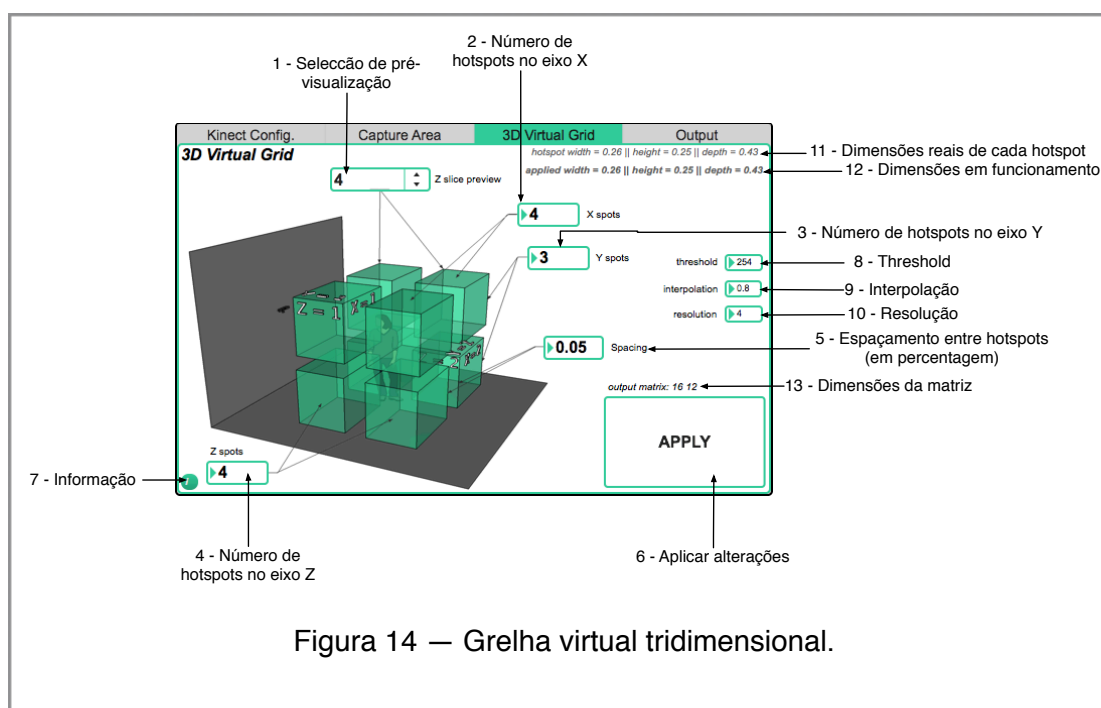 2 - Número de
hotspots no eixo X
1 - Selecção de pré-
visualização
Kinect Config.
Capture Area
3D Virtual Grid
Output
3D Virtual Grid
hotspot width = 0.26 || height = 0.25 || depth = 0.43
11 - Dimensões reais de cada hotspot
applied width = 0.26 || height = 0.25 || depth = 0.43
12 - Dimensões em funcionamento
4
Z slice preview
4
X spots
3 - Número de hotspots no eixo Y
3
Y spots
threshold
254
8 - Threshold
interpolation
0.8
9 - Interpolação
resolution
4
10 - Resolução
Z = 1 X=1
X=2
0.05
Spacing
5 - Espaçamento entre hotspots
(em percentagem)
output matrix: 16 12
13 - Dimensões da matriz
APPLY
Z spots
4
7 - Informação
4 - Número de
hotspots no eixo Z
6 - Aplicar alterações
Figura 14 — Grelha virtual tridimensional.